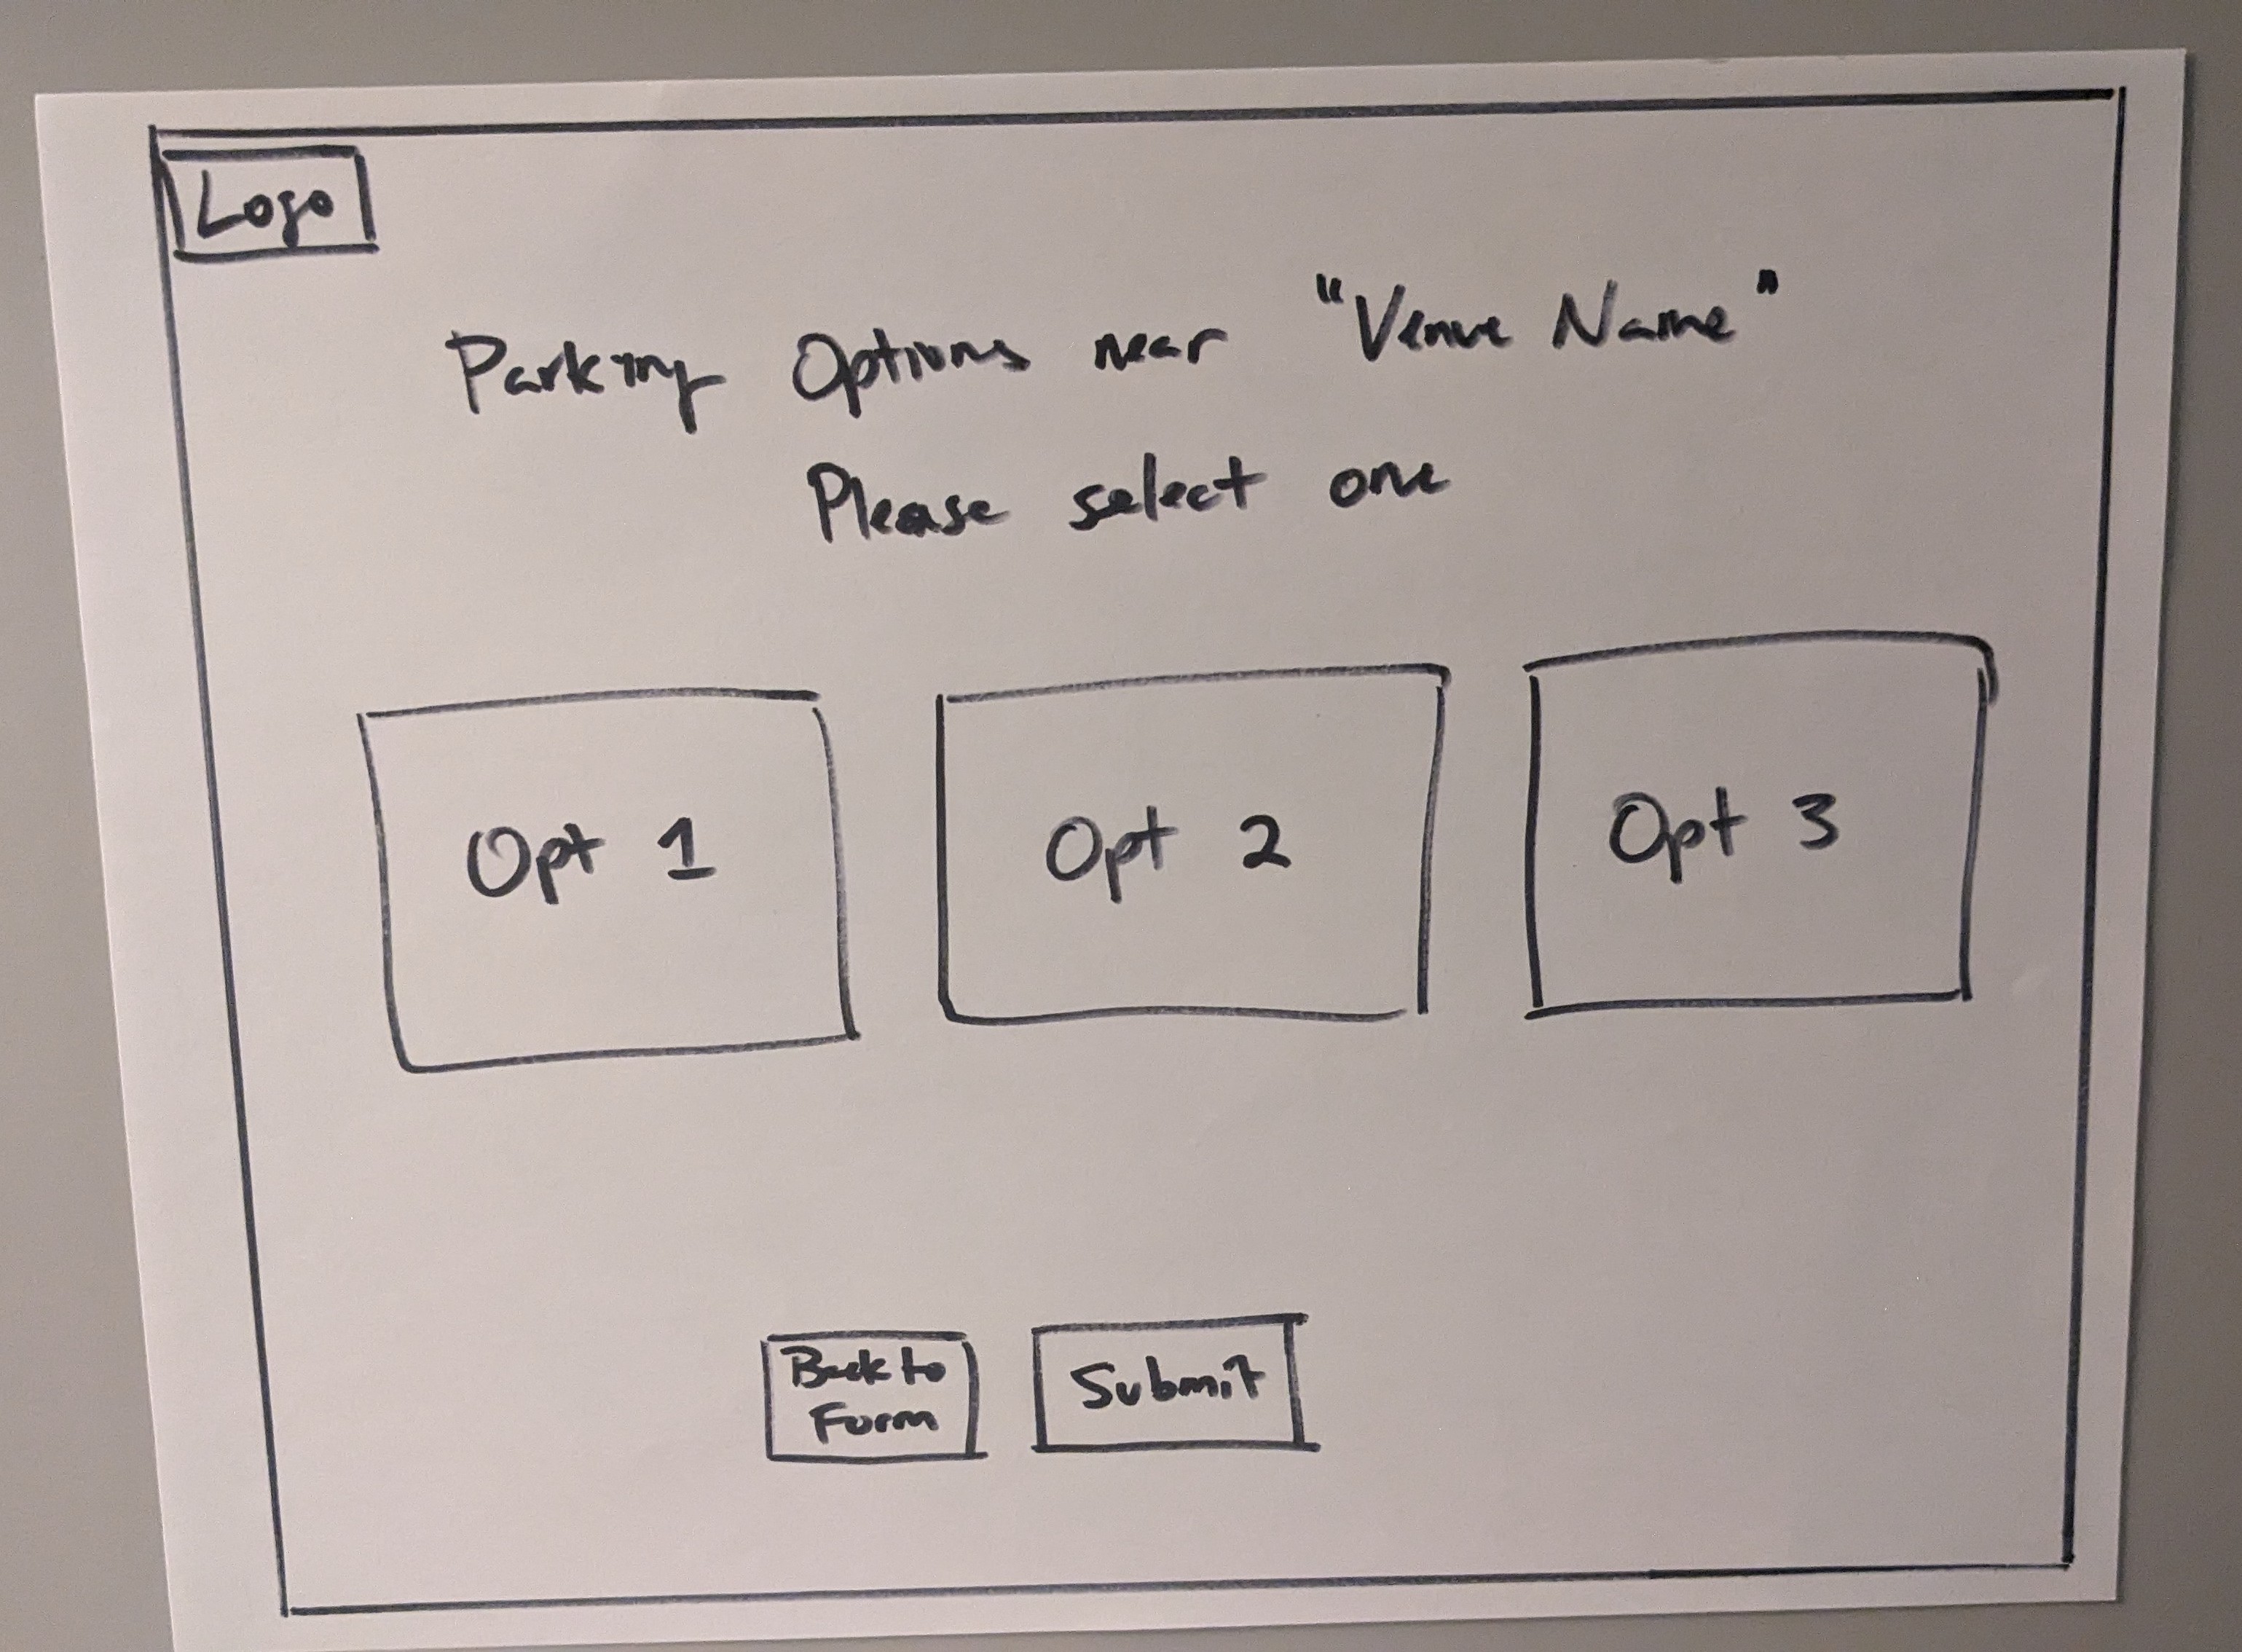 Logo
Parking Options near "Venue Name"
Please select one
Opt 1
Opt 2
Opt 3
Back to
Form
Submit